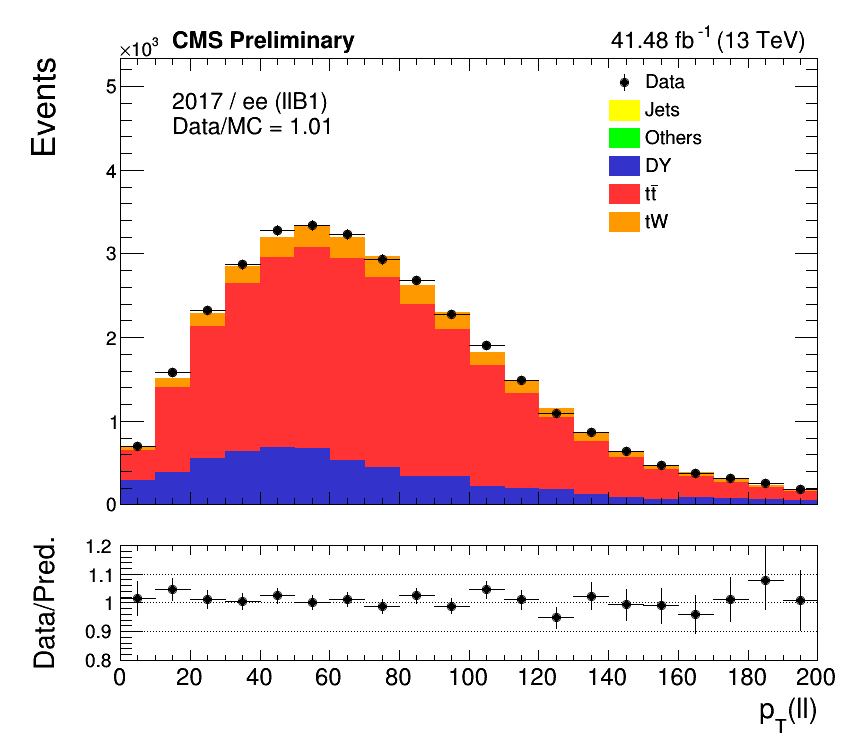 ×10³ CMS Preliminary 41.48 fb⁻¹ (13 TeV)
Events
2017 / ee (llB1)
Data/MC = 1.01
Data
Jets
Others
DY
tt̄
tW
5
4
3
2
1
0
Data/Pred.
1.2
1.1
1
0.9
0.8
0 20 40 60 80 100 120 140 160 180 200
p_T(ll)